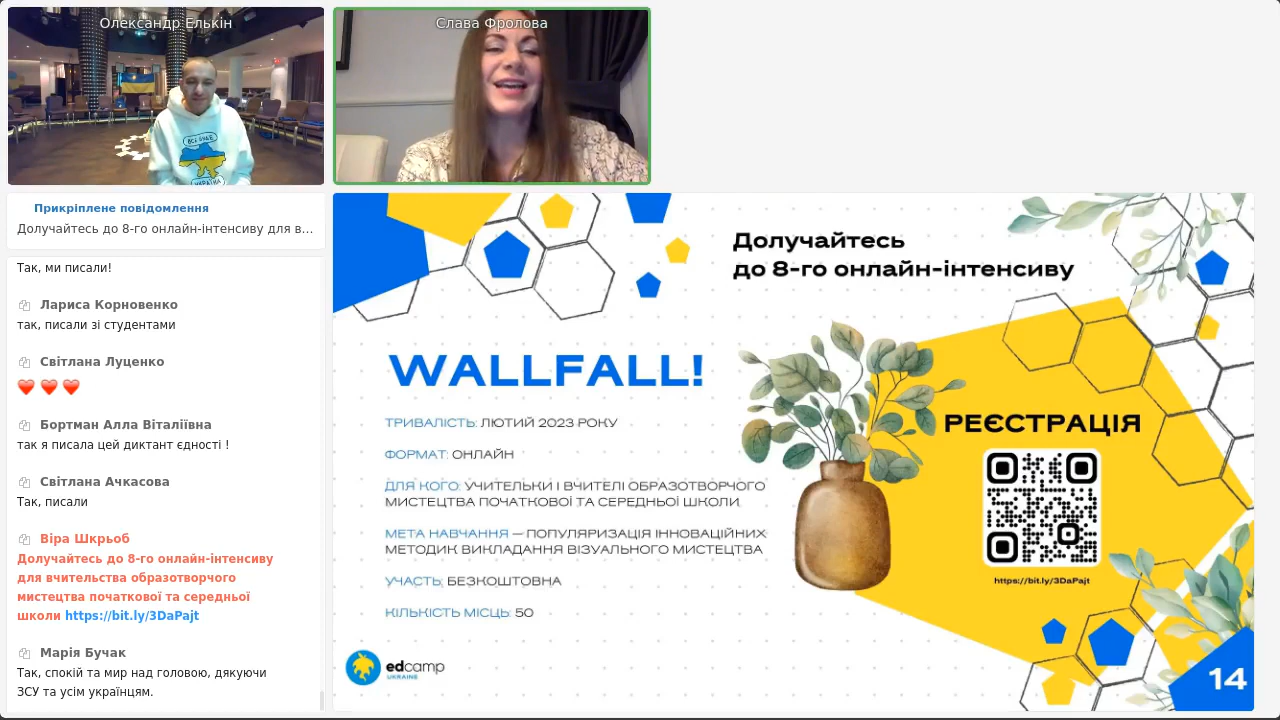 Олександр Елькін
Слава Фролова
ВСЕ БУДЕ
УКРАЇНА
Прикріплене повідомлення
Долучайтесь до 8-го онлайн-інтенсиву для в...
Так, ми писали!
Лариса Корновенко
так, писали зі студентами
Світлана Луценко
Бортман Алла Віталіївна
так я писала цей диктант єдності !
Світлана Ачкасова
Так, писали
Віра Шкрьоб
Долучайтесь до 8-го онлайн-інтенсиву
для вчительства образотворчого
мистецтва початкової та середньої
школи https://bit.ly/3DaPajt
Марія Бучак
Так, спокій та мир над головою, дякуючи
ЗСУ та усім українцям.
Долучайтесь
до 8-го онлайн-інтенсиву
WALLFALL!
ТРИВАЛІСТЬ: ЛЮТИЙ 2023 РОКУ
ФОРМАТ: ОНЛАЙН
ДЛЯ КОГО: УЧИТЕЛЬКИ І ВЧИТЕЛІ ОБРАЗОТВОРЧОГО
МИСТЕЦТВА ПОЧАТКОВОЇ ТА СЕРЕДНЬОЇ ШКОЛИ
МЕТА НАВЧАННЯ — ПОПУЛЯРИЗАЦІЯ ІННОВАЦІЙНИХ
МЕТОДИК ВИКЛАДАННЯ ВІЗУАЛЬНОГО МИСТЕЦТВА
УЧАСТЬ: БЕЗКОШТОВНА
КІЛЬКІСТЬ МІСЦЬ: 50
РЕЄСТРАЦІЯ
https://bit.ly/3DaPajt
edcamp
UKRAINE
14